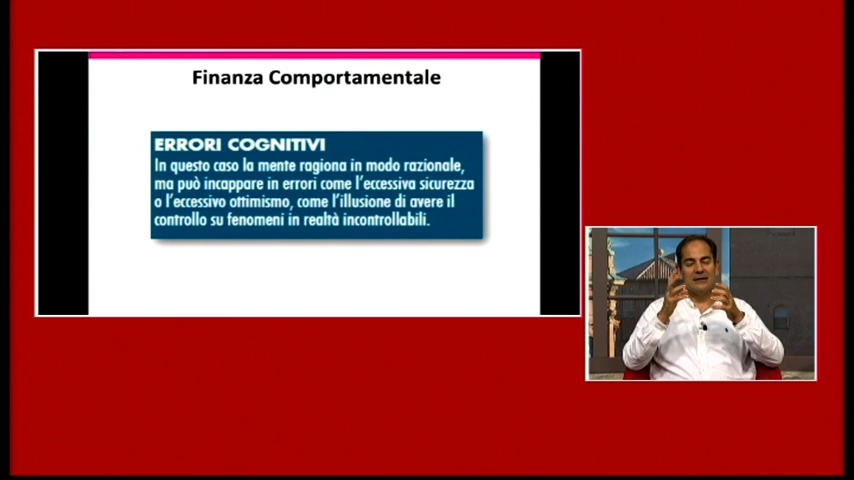 Finanza Comportamentale
ERRORI COGNITIVI
In questo caso la mente ragiona in modo razionale,
ma può incappare in errori come l'eccessiva sicurezza
o l'eccessivo ottimismo, come l'illusione di avere il
controllo su fenomeni in realtà incontrollabili.